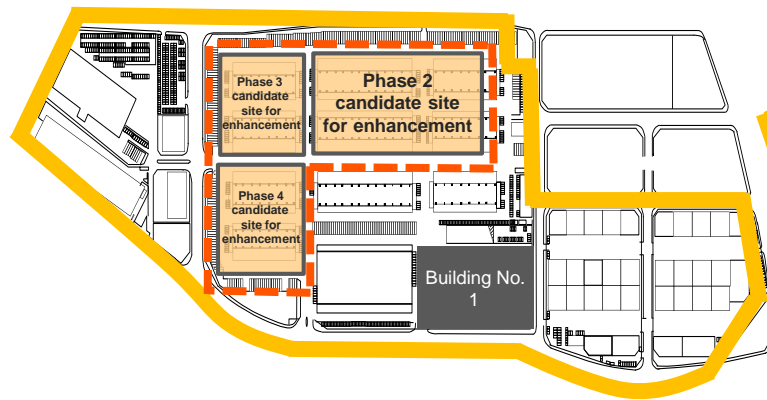 Phase 3
candidate
site for
enhancement
Phase 2
candidate site
for enhancement
Phase 4
candidate
site for
enhancement
Building No.
1